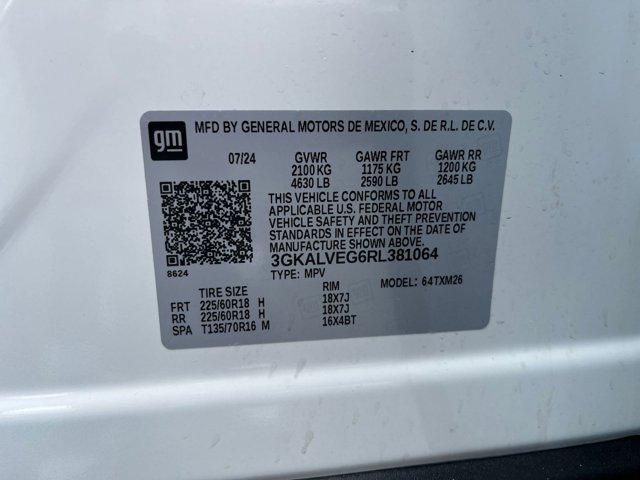 gm
MFD BY GENERAL MOTORS DE MEXICO, S. DE R.L. DE C.V.
07/24 GVWR GAWR FRT GAWR RR
2100 KG 1175 KG 1200 KG
4630 LB 2590 LB 2645 LB
THIS VEHICLE CONFORMS TO ALL
APPLICABLE U.S. FEDERAL MOTOR
VEHICLE SAFETY AND THEFT PREVENTION
STANDARDS IN EFFECT ON THE DATE OF
MANUFACTURE SHOWN ABOVE.
8624
3GKALVEG6RL381064
TYPE: MPV MODEL: 64TXM26
TIRE SIZE RIM
FRT 225/60R18 H 18X7J
RR 225/60R18 H 18X7J
SPA T135/70R16 M 16X4BT